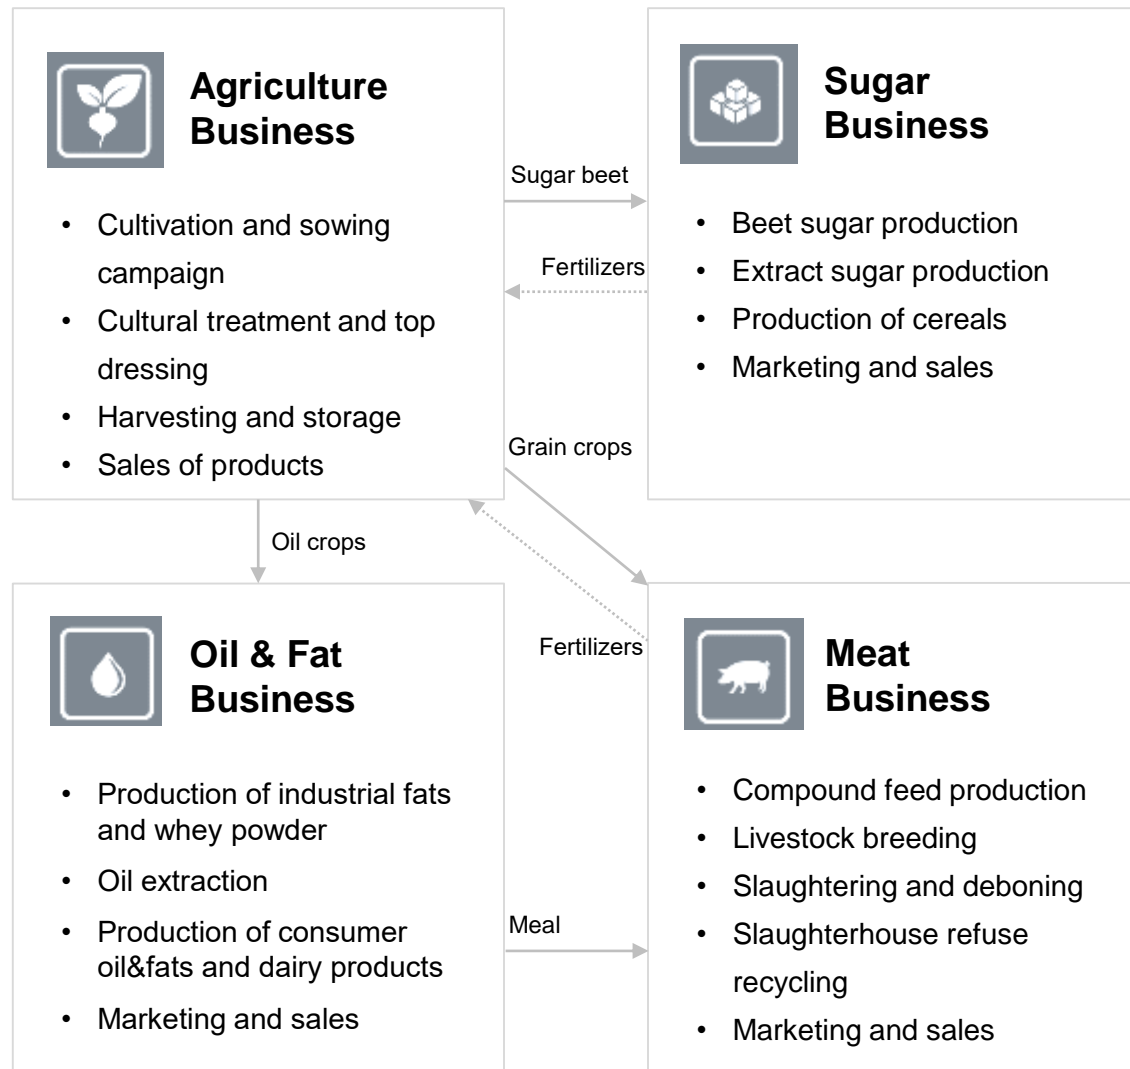 Agriculture
Business
• Cultivation and sowing
campaign
• Cultural treatment and top
dressing
• Harvesting and storage
• Sales of products
Sugar beet
Fertilizers
Sugar
Business
• Beet sugar production
• Extract sugar production
• Production of cereals
• Marketing and sales
Grain crops
Oil crops
Fertilizers
Oil & Fat
Business
• Production of industrial fats
and whey powder
• Oil extraction
• Production of consumer
oil&fats and dairy products
• Marketing and sales
Meal
Meat
Business
• Compound feed production
• Livestock breeding
• Slaughtering and deboning
• Slaughterhouse refuse
recycling
• Marketing and sales